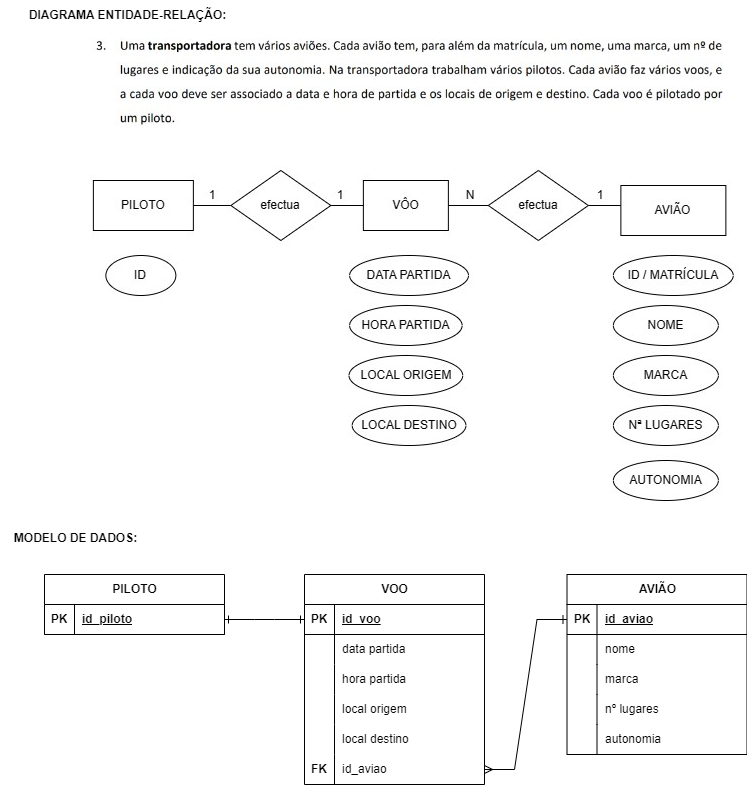 DIAGRAMA ENTIDADE-RELAÇÃO:
3. Uma transportadora tem vários aviões. Cada avião tem, para além da matrícula, um nome, uma marca, um nº de
lugares e indicação da sua autonomia. Na transportadora trabalham vários pilotos. Cada avião faz vários voos, e
a cada voo deve ser associado a data e hora de partida e os locais de origem e destino. Cada voo é pilotado por
um piloto.
PILOTO 1 efectua 1 VÔO N efectua 1 AVIÃO
ID DATA PARTIDA ID / MATRÍCULA
HORA PARTIDA NOME
LOCAL ORIGEM MARCA
LOCAL DESTINO Nª LUGARES
AUTONOMIA
MODELO DE DADOS:
PILOTO VOO AVIÃO
PK id_piloto PK id_voo PK id_aviao
data partida nome
hora partida marca
local origem nº lugares
local destino autonomia
FK id_aviao